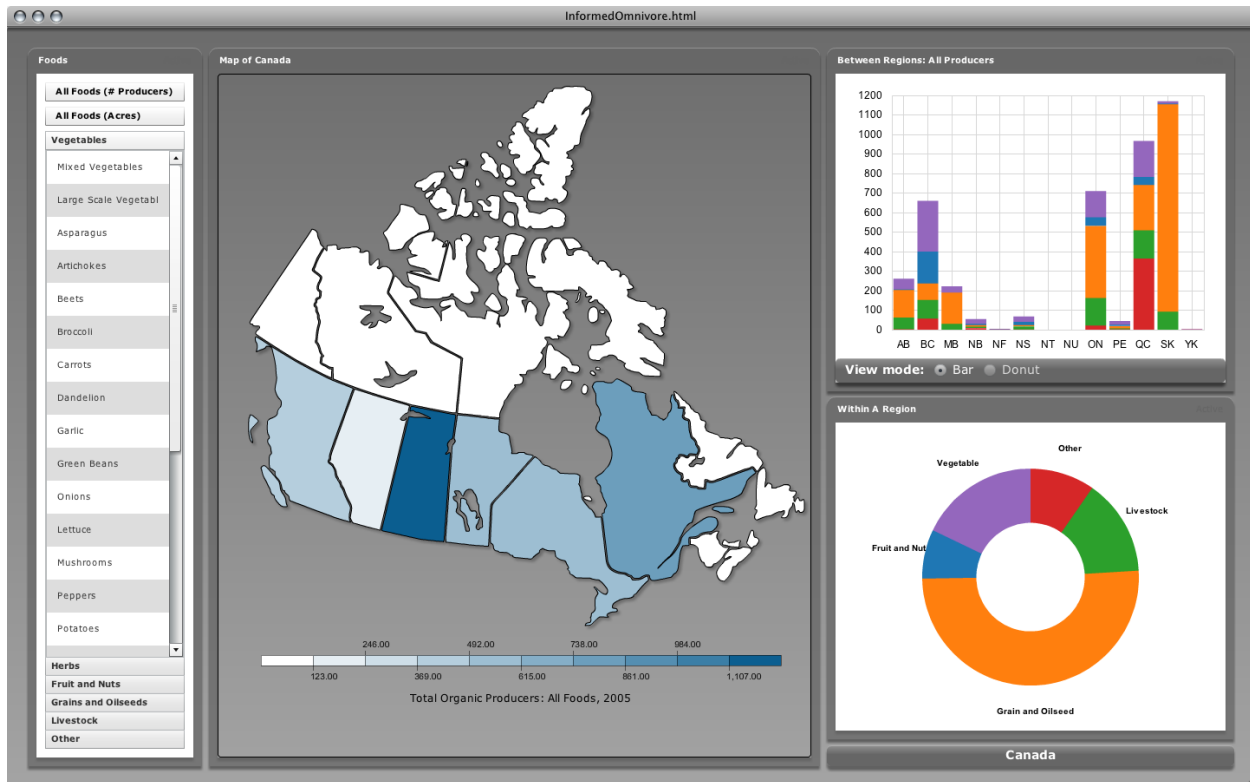 InformedOmnivore.html
Foods
All Foods (# Producers)
All Foods (Acres)
Vegetables
Mixed Vegetables
Large Scale Vegetabl
Asparagus
Artichokes
Beets
Broccoli
Carrots
Dandelion
Garlic
Green Beans
Onions
Lettuce
Mushrooms
Peppers
Potatoes
Herbs
Fruit and Nuts
Grains and Oilseeds
Livestock
Other
Map of Canada
246.00 492.00 738.00 984.00
123.00 369.00 615.00 861.00 1,107.00
Total Organic Producers: All Foods, 2005
Between Regions: All Producers
1200
1100
1000
900
800
700
600
500
400
300
200
100
0
AB BC MB NB NF NS NT NU ON PE QC SK YK
View mode: Bar Donut
Within A Region
Other
Vegetable
Livestock
Fruit and Nut
Grain and Oilseed
Canada